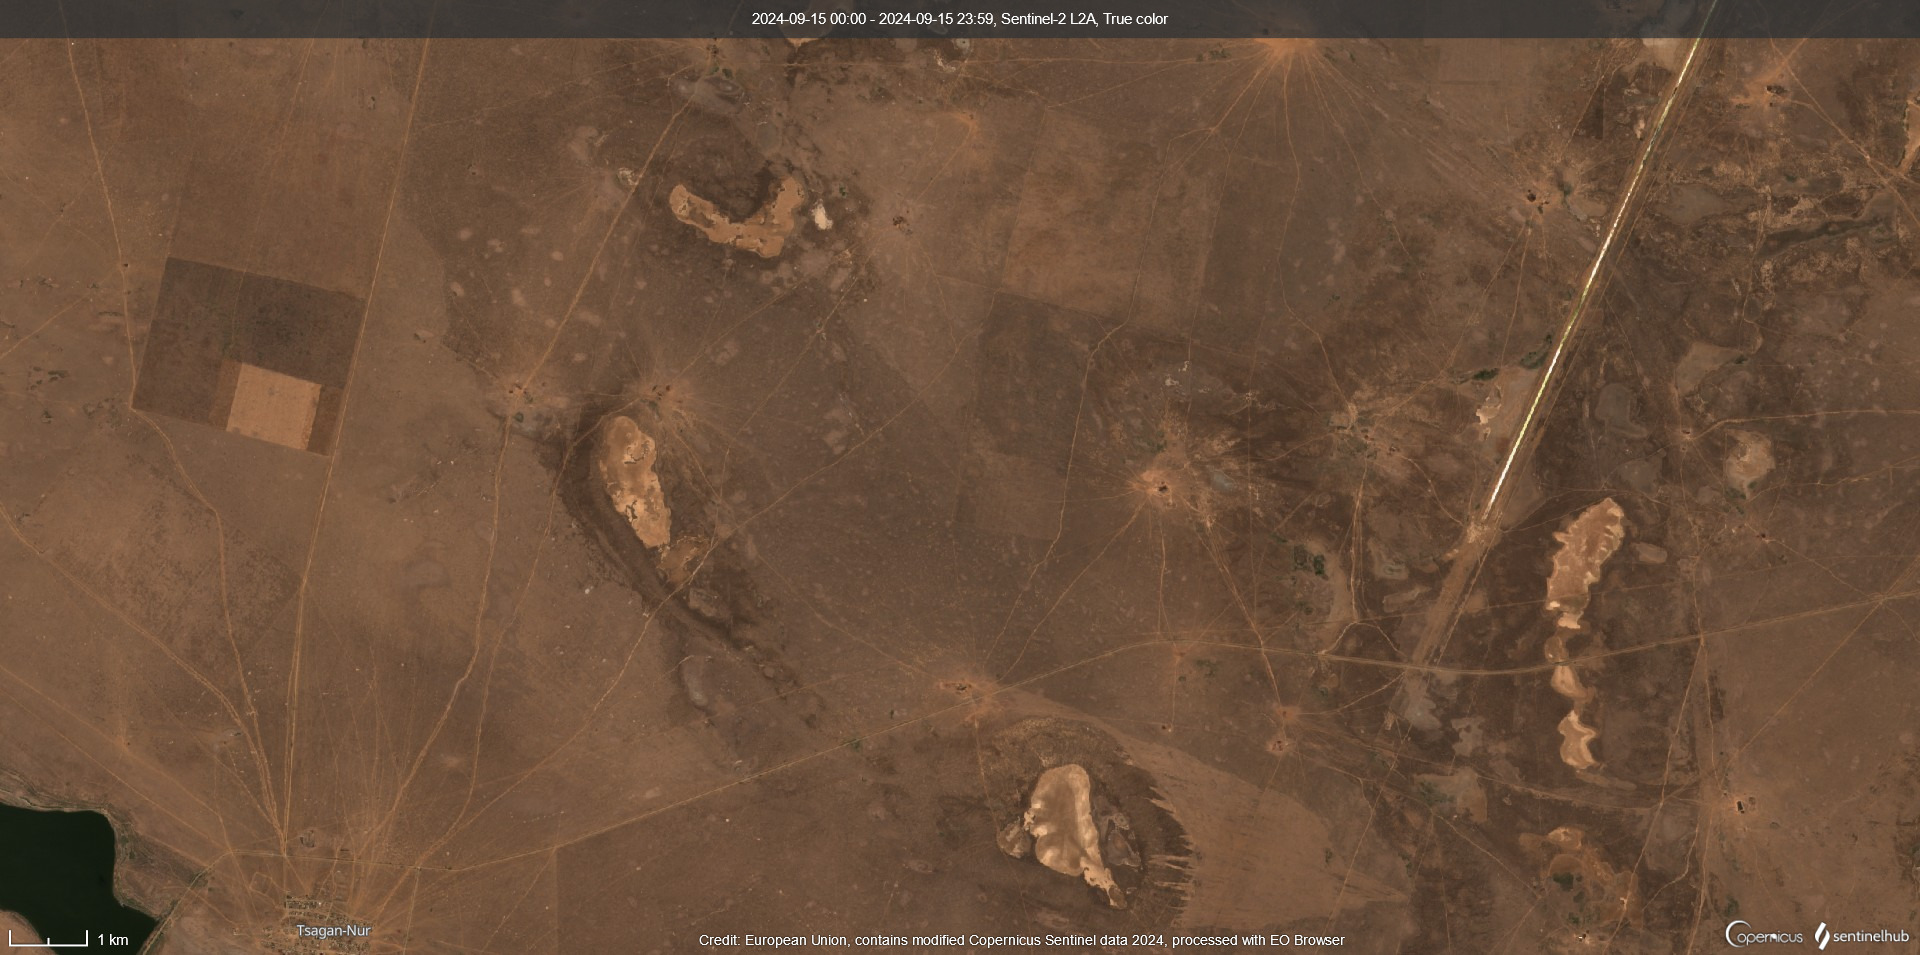 2024-09-15 00:00 - 2024-09-15 23:59, Sentinel-2 L2A, True color
Tsagan-Nur
1 km
Credit: European Union, contains modified Copernicus Sentinel data 2024, processed with EO Browser
Copernicus
sentinelhub